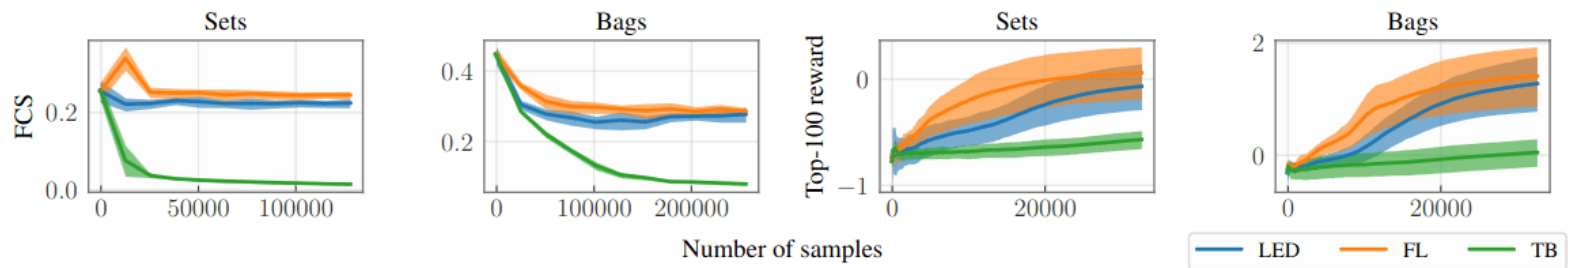 Sets
FCS
0.2
0.0
0 50000 100000
Bags
0.4
0.2
0 100000 200000
Sets
Top-100 reward
0
−1
0 20000
Bags
2
0
0 20000
Number of samples
LED FL TB